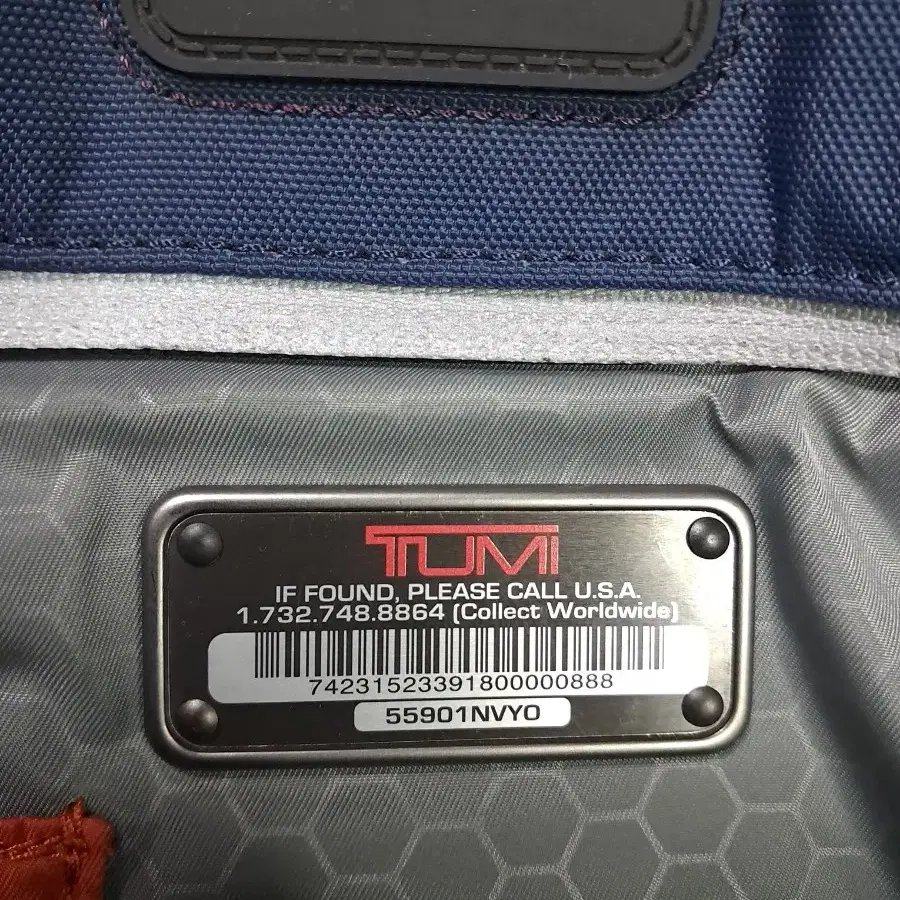 TUMI
IF FOUND, PLEASE CALL U.S.A.
1.732.748.8864 (Collect Worldwide)
74231523391800000888
55901NVYO